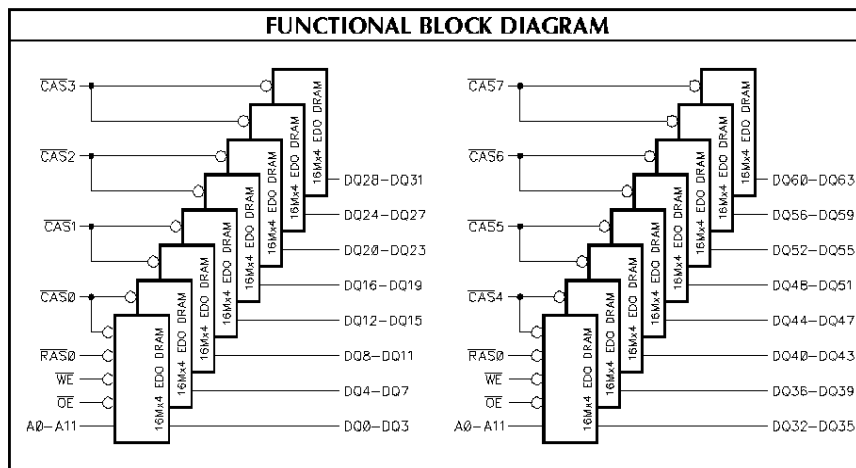 FUNCTIONAL BLOCK DIAGRAM
CAS3
CAS2
CAS1
CAS0
RAS0
WE
OE
A0-A11
16Mx4 EDO DRAM
16Mx4 EDO DRAM
16Mx4 EDO DRAM
16Mx4 EDO DRAM
16Mx4 EDO DRAM
16Mx4 EDO DRAM
16Mx4 EDO DRAM
16Mx4 EDO DRAM
DQ28-DQ31
DQ24-DQ27
DQ20-DQ23
DQ16-DQ19
DQ12-DQ15
DQ8-DQ11
DQ4-DQ7
DQ0-DQ3
CAS7
CAS6
CAS5
CAS4
RAS0
WE
OE
A0-A11
16Mx4 EDO DRAM
16Mx4 EDO DRAM
16Mx4 EDO DRAM
16Mx4 EDO DRAM
16Mx4 EDO DRAM
16Mx4 EDO DRAM
16Mx4 EDO DRAM
16Mx4 EDO DRAM
DQ60-DQ63
DQ56-DQ59
DQ52-DQ55
DQ48-DQ51
DQ44-DQ47
DQ40-DQ43
DQ36-DQ39
DQ32-DQ35